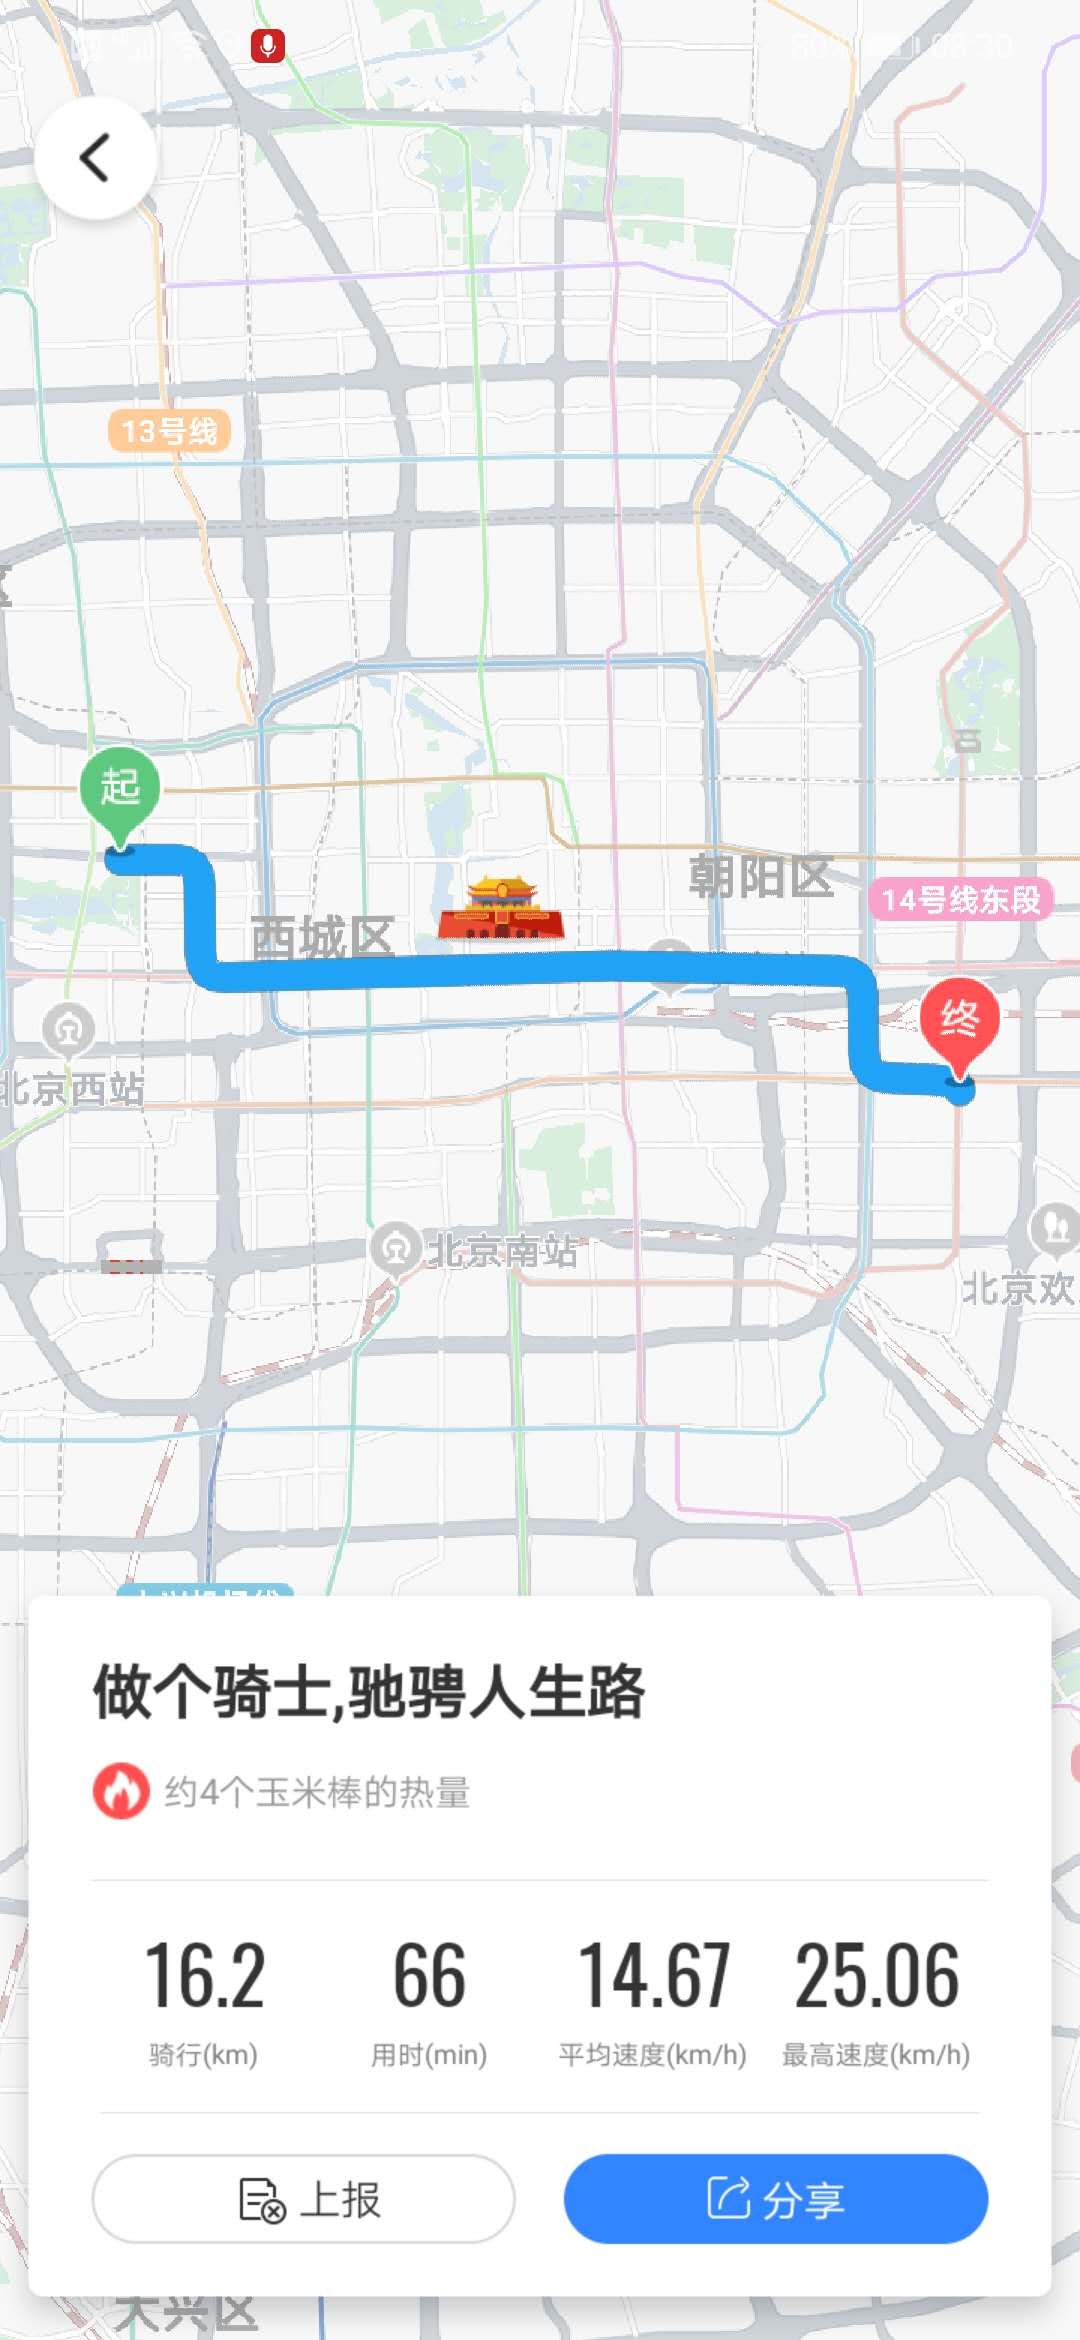 13号线
起
朝阳区
14号线东段
西城区
终
北京西站
北京南站
北京欢
做个骑士,驰骋人生路
约4个玉米棒的热量
16.2 66 14.67 25.06
骑行(km) 用时(min) 平均速度(km/h) 最高速度(km/h)
上报 分享
大兴区